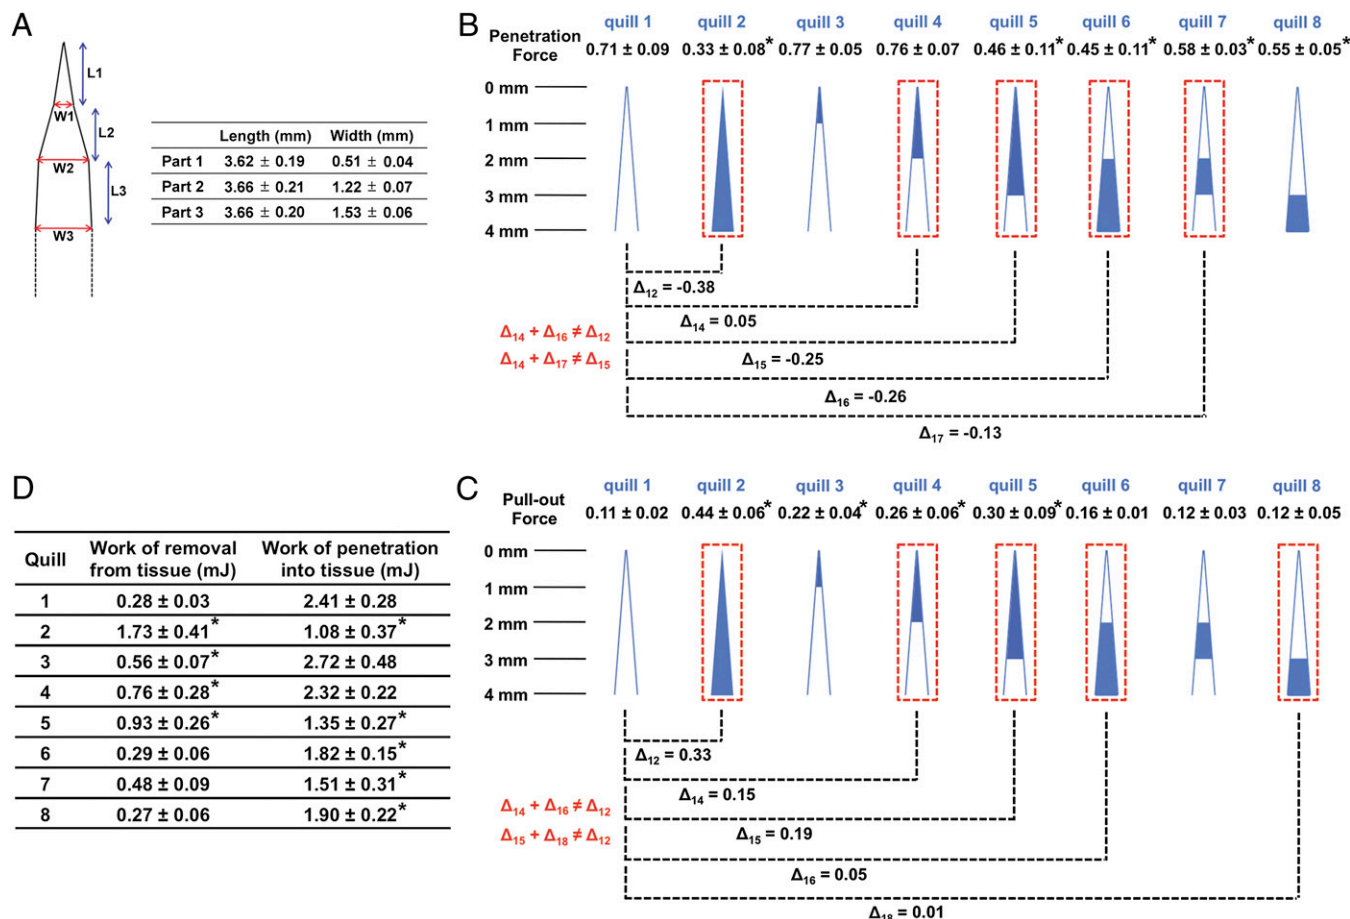 A
L1
W1
L2
W2
L3
W3
Length (mm) Width (mm)
Part 1 3.62 ± 0.19 0.51 ± 0.04
Part 2 3.66 ± 0.21 1.22 ± 0.07
Part 3 3.66 ± 0.20 1.53 ± 0.06
B
quill 1 quill 2 quill 3 quill 4 quill 5 quill 6 quill 7 quill 8
Penetration
Force
0.71 ± 0.09 0.33 ± 0.08* 0.77 ± 0.05 0.76 ± 0.07 0.46 ± 0.11* 0.45 ± 0.11* 0.58 ± 0.03* 0.55 ± 0.05*
0 mm
1 mm
2 mm
3 mm
4 mm
Δ12 = -0.38
Δ14 = 0.05
Δ14 + Δ16 ≠ Δ12
Δ14 + Δ17 ≠ Δ15
Δ15 = -0.25
Δ16 = -0.26
Δ17 = -0.13
D
Quill Work of removal from tissue (mJ) Work of penetration into tissue (mJ)
1 0.28 ± 0.03 2.41 ± 0.28
2 1.73 ± 0.41* 1.08 ± 0.37*
3 0.56 ± 0.07* 2.72 ± 0.48
4 0.76 ± 0.28* 2.32 ± 0.22
5 0.93 ± 0.26* 1.35 ± 0.27*
6 0.29 ± 0.06 1.82 ± 0.15*
7 0.48 ± 0.09 1.51 ± 0.31*
8 0.27 ± 0.06 1.90 ± 0.22*
C
quill 1 quill 2 quill 3 quill 4 quill 5 quill 6 quill 7 quill 8
Pull-out
Force
0.11 ± 0.02 0.44 ± 0.06* 0.22 ± 0.04* 0.26 ± 0.06* 0.30 ± 0.09* 0.16 ± 0.01 0.12 ± 0.03 0.12 ± 0.05
0 mm
1 mm
2 mm
3 mm
4 mm
Δ12 = 0.33
Δ14 = 0.15
Δ14 + Δ16 ≠ Δ12
Δ15 + Δ18 ≠ Δ12
Δ15 = 0.19
Δ16 = 0.05
Δ18 = 0.01